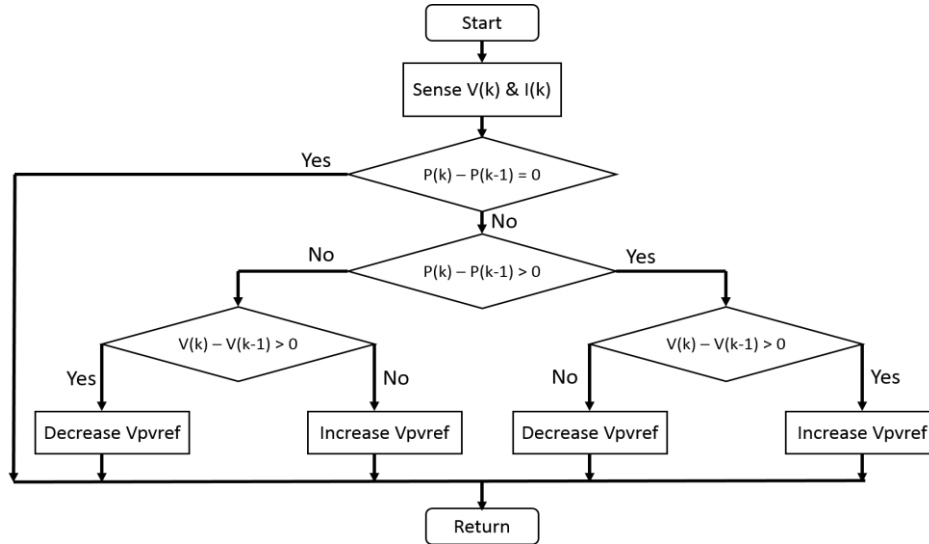 Start
Sense V(k) & I(k)
Yes
P(k) – P(k-1) = 0
No
No
P(k) – P(k-1) > 0
Yes
V(k) – V(k-1) > 0
V(k) – V(k-1) > 0
Yes
No
No
Yes
Decrease Vpvref
Increase Vpvref
Decrease Vpvref
Increase Vpvref
Return